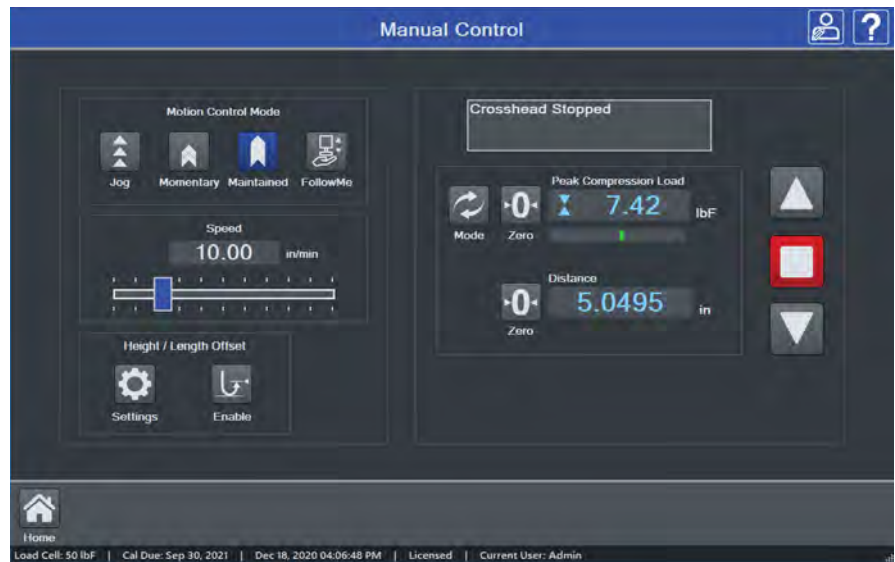 Manual Control
?
Motion Control Mode
Jog Momentary Maintained FollowMe
Speed
10.00 in/min
Height / Length Offset
Settings Enable
Crosshead Stopped
Peak Compression Load
0 7.42 lbF
Mode Zero
Distance
0 5.0495 in
Zero
Home
Load Cell: 50 lbF | Cal Due: Sep 30, 2021 | Dec 18, 2020 04:06:48 PM | Licensed | Current User: Admin